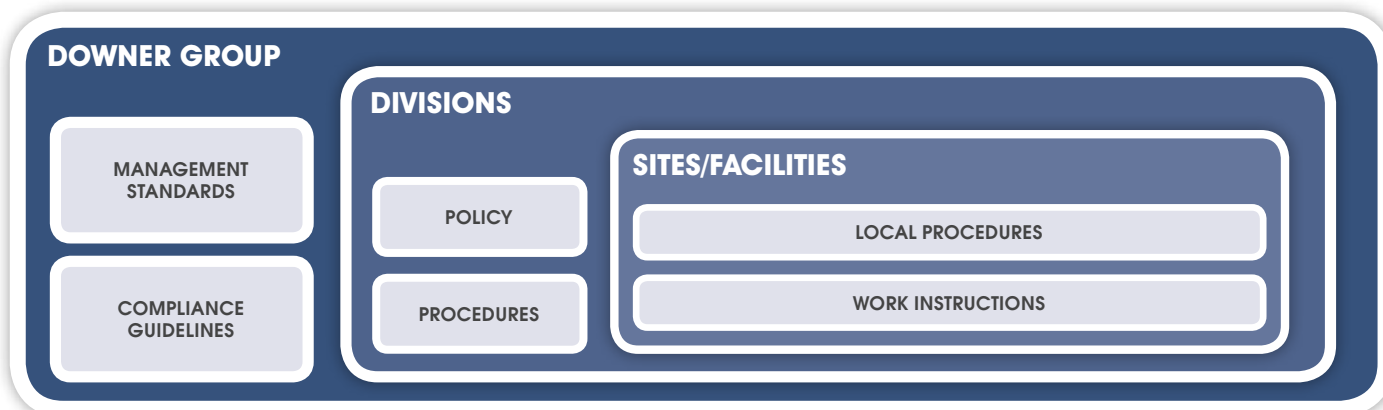 DOWNER GROUP
MANAGEMENT
STANDARDS
COMPLIANCE
GUIDELINES
DIVISIONS
POLICY
PROCEDURES
SITES/FACILITIES
LOCAL PROCEDURES
WORK INSTRUCTIONS